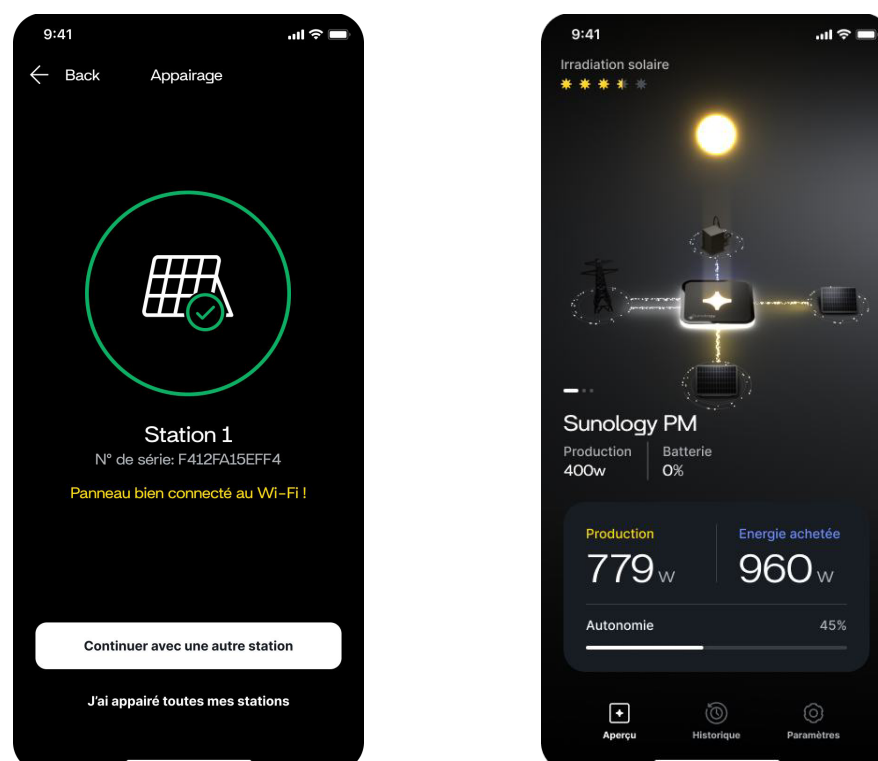 9:41
Back
Appairage
Station 1
N° de série: F412FA15EFF4
Panneau bien connecté au Wi-Fi !
Continuer avec une autre station
J'ai appairé toutes mes stations
9:41
Irradiation solaire
Sunology PM
Production
Batterie
400w
0%
Production
Energie achetée
779 w
960 w
Autonomie
45%
Aperçu
Historique
Paramètres